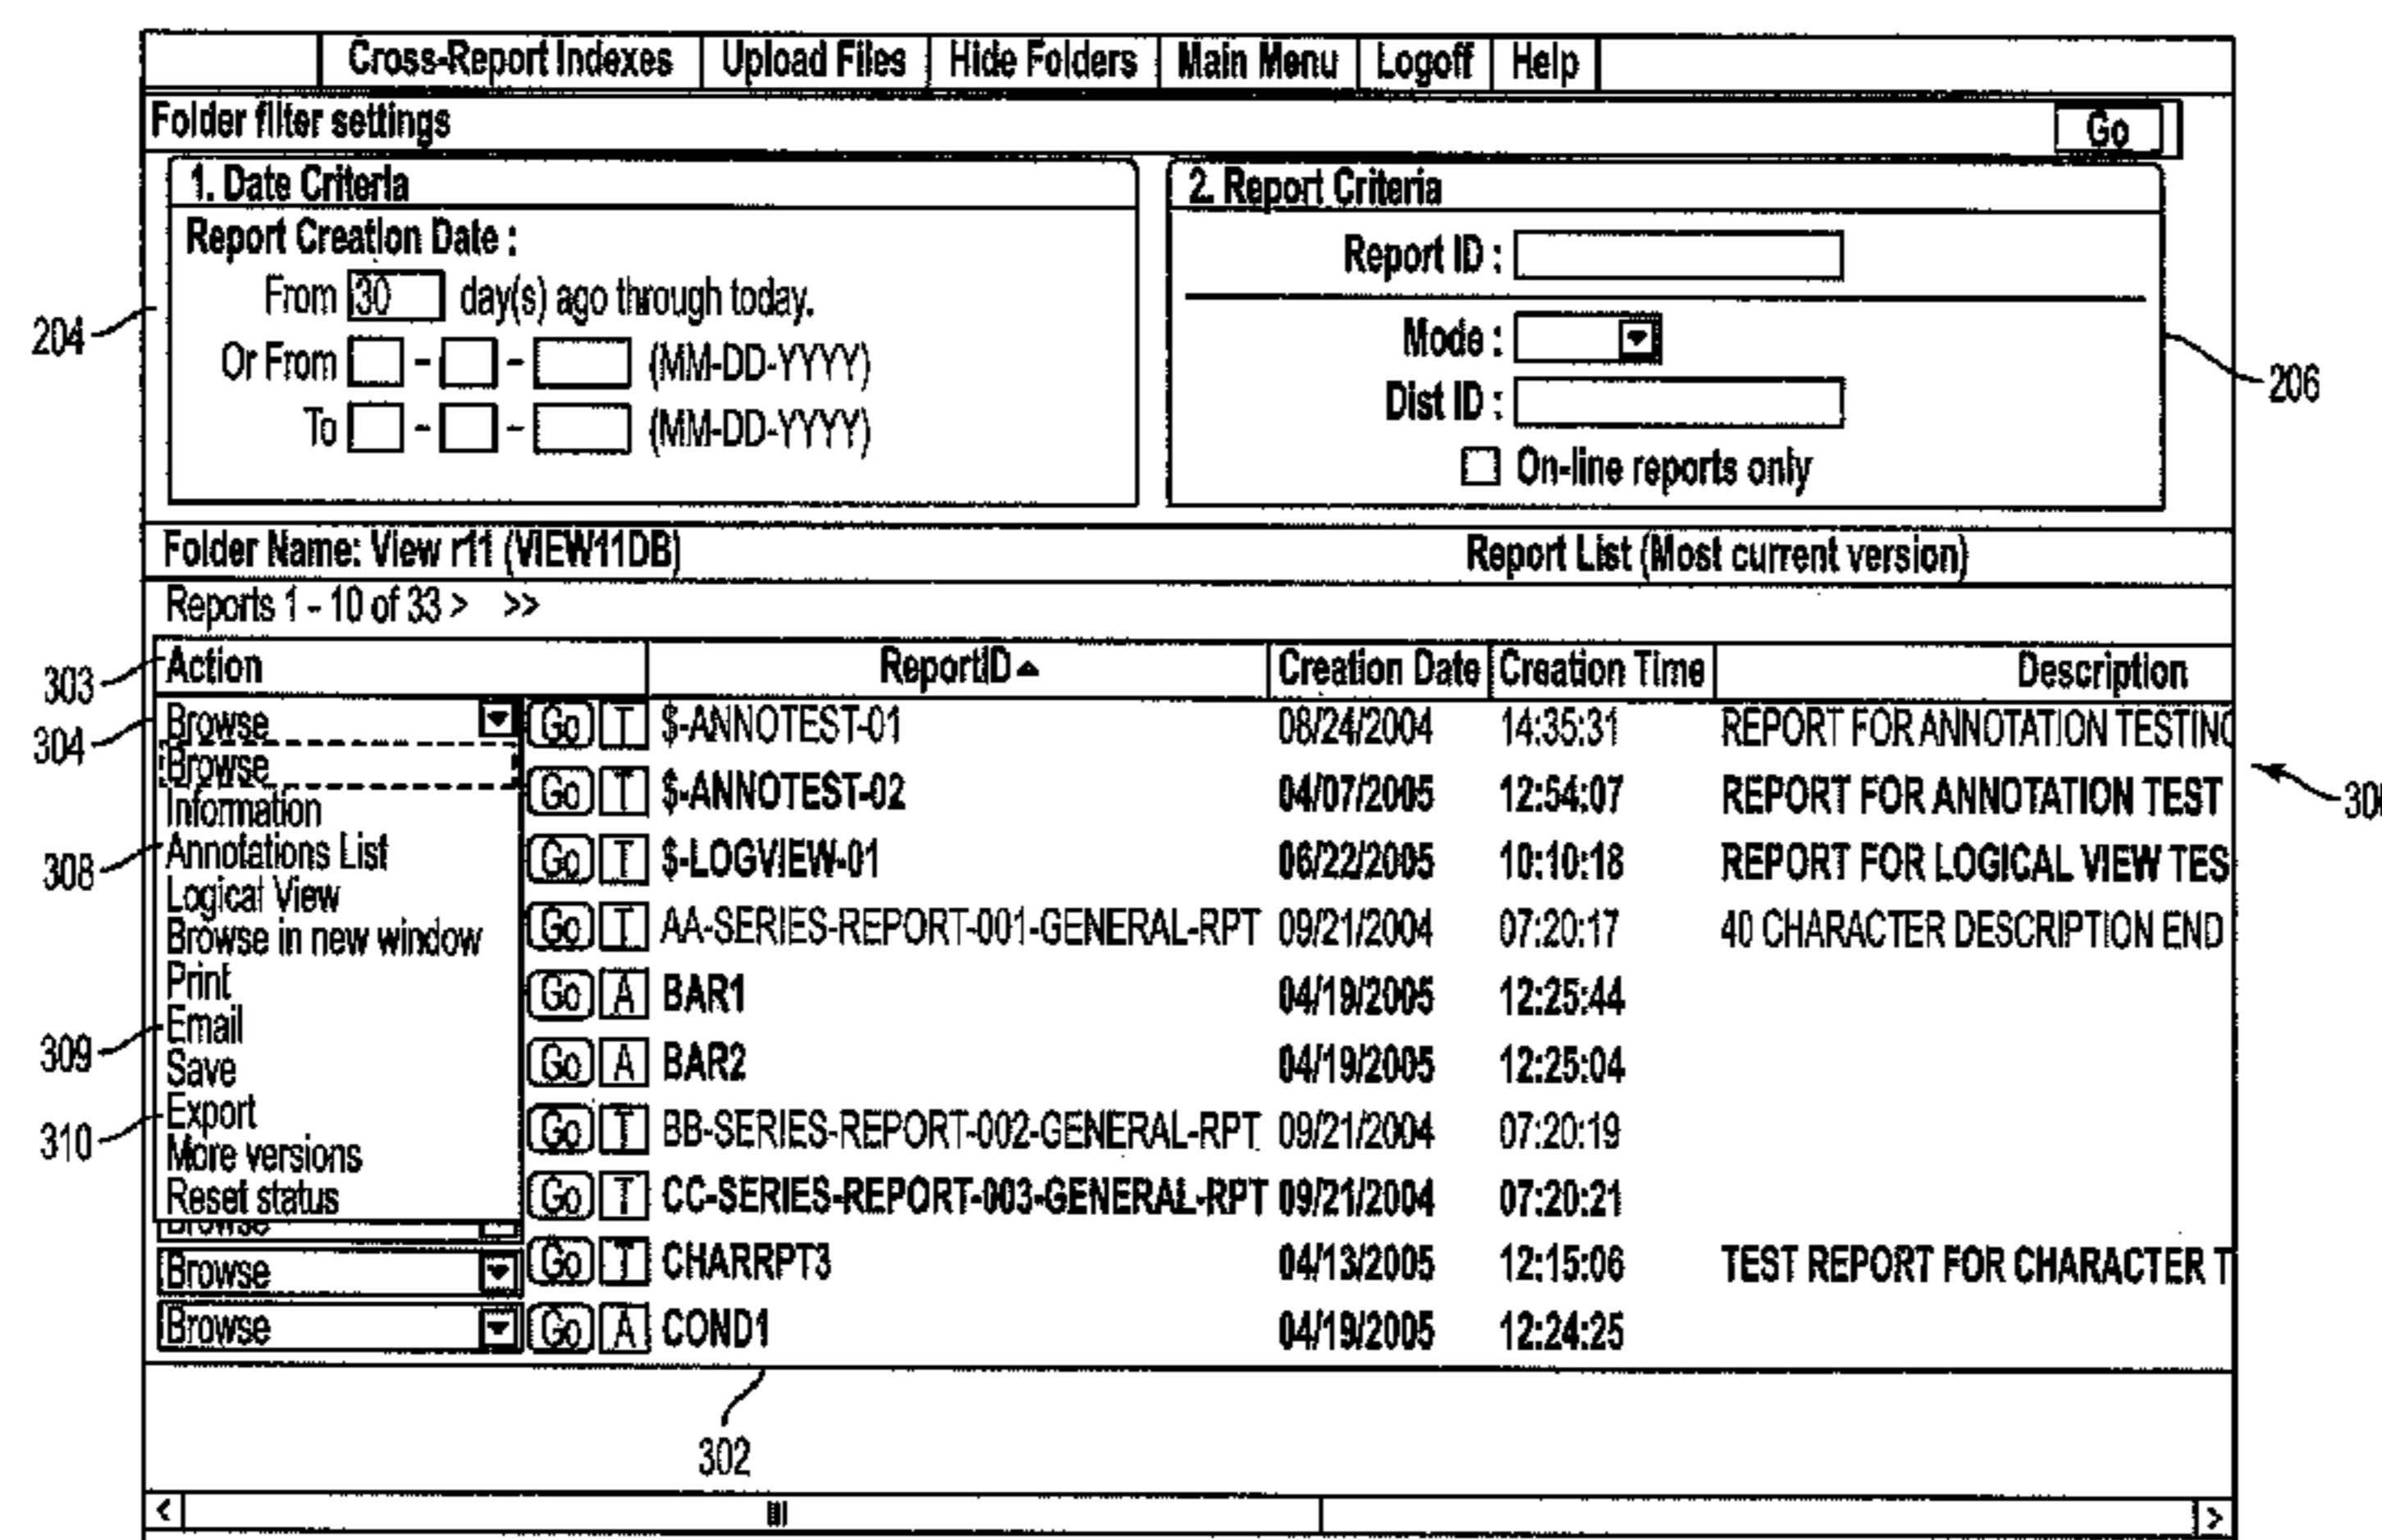 Cross-Report Indexes Upload Files Hide Folders Main Menu Logoff Help
Folder filter settings Go
1. Date Criteria
Report Creation Date :
From 30 day(s) ago through today.
Or From - - (MM-DD-YYYY)
To - - (MM-DD-YYYY)
204
2. Report Criteria
Report ID :
Mode :
Dist ID :
On-line reports only
206
Folder Name: View r11 (VIEW11DB) Report List (Most current version)
Reports 1 - 10 of 33 > >>
303 Action ReportID Creation Date Creation Time Description
304 Browse
Browse
Information
308 Annotations List
Logical View
Browse in new window
Print
309 Email
Save
310 Export
More versions
Reset status
Browse
Browse
Browse
Go T $-ANNOTEST-01 08/24/2004 14:35:31 REPORT FOR ANNOTATION TESTING
Go T $-ANNOTEST-02 04/07/2005 12:54:07 REPORT FOR ANNOTATION TEST
Go T $-LOGVIEW-01 06/22/2005 10:10:18 REPORT FOR LOGICAL VIEW TES
Go T AA-SERIES-REPORT-001-GENERAL-RPT 09/21/2004 07:20:17 40 CHARACTER DESCRIPTION END
Go A BAR1 04/19/2005 12:25:44
Go A BAR2 04/19/2005 12:25:04
Go T BB-SERIES-REPORT-002-GENERAL-RPT 09/21/2004 07:20:19
Go T CC-SERIES-REPORT-003-GENERAL-RPT 09/21/2004 07:20:21
Go T CHARRPT3 04/13/2005 12:15:06 TEST REPORT FOR CHARACTER T
Go A COND1 04/19/2005 12:24:25
302
< >